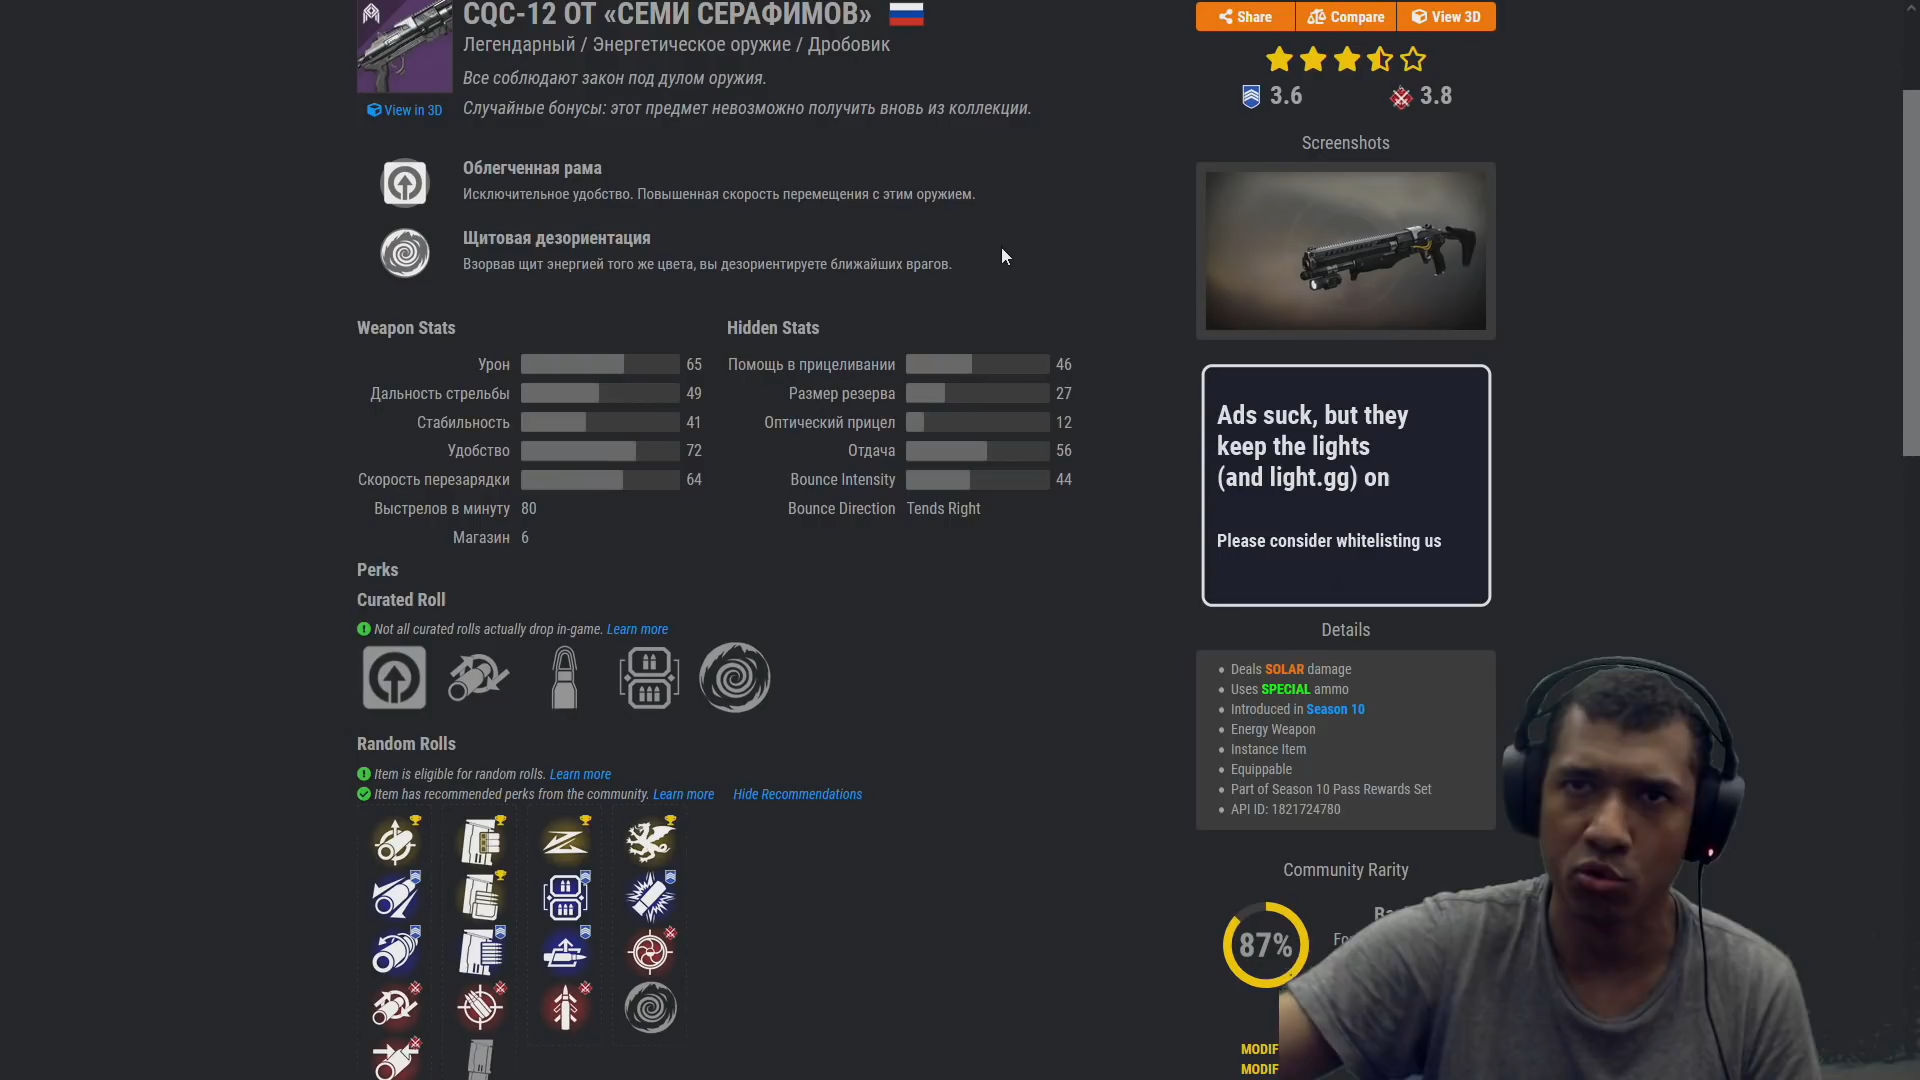 CQC-12 ОТ «СЕМИ СЕРАФИМОВ»
Легендарный / Энергетическое оружие / Дробовик
Все соблюдают закон под дулом оружия.
View in 3D
Случайные бонусы: этот предмет невозможно получить вновь из коллекции.
Облегченная рама
Исключительное удобство. Повышенная скорость перемещения с этим оружием.
Щитовая дезориентация
Взорвав щит энергией того же цвета, вы дезориентируете ближайших врагов.
Weapon Stats
Урон 65
Дальность стрельбы 49
Стабильность 41
Удобство 72
Скорость перезарядки 64
Выстрелов в минуту 80
Магазин 6
Hidden Stats
Помощь в прицеливании 46
Размер резерва 27
Оптический прицел 12
Отдача 56
Bounce Intensity 44
Bounce Direction Tends Right
Perks
Curated Roll
Not all curated rolls actually drop in-game. Learn more
Random Rolls
Item is eligible for random rolls. Learn more
Item has recommended perks from the community. Learn more Hide Recommendations
Share Compare View 3D
3.6 3.8
Screenshots
Ads suck, but they
keep the lights
(and light.gg) on
Please consider whitelisting us
Details
Deals SOLAR damage
Uses SPECIAL ammo
Introduced in Season 10
Energy Weapon
Instance Item
Equippable
Part of Season 10 Pass Rewards Set
API ID: 1821724780
Community Rarity
87%
MODIF
MODIF